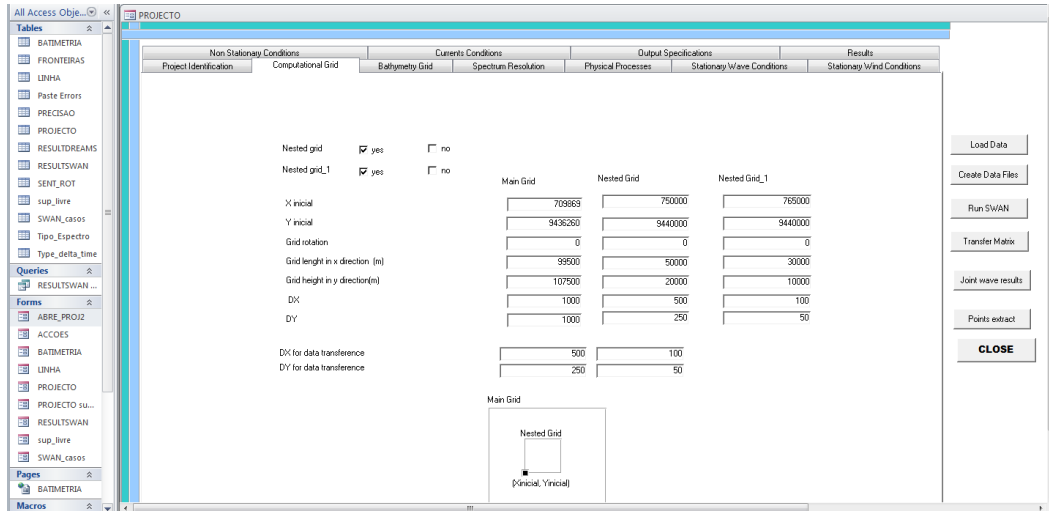 All Access Obje...
Tables
BATIMETRIA
FRONTEIRAS
LINHA
Paste Errors
PRECISAO
PROJECTO
RESULTDREAMS
RESULTSWAN
SENT_ROT
sup_livre
SWAN_casos
Tipo_Espectro
Type_delta_time
Queries
RESULTSWAN ...
Forms
ABRE_PROJ2
ACCOES
BATIMETRIA
LINHA
PROJECTO
PROJECTO su...
RESULTSWAN
sup_livre
SWAN_casos
Pages
BATIMETRIA
Macros
PROJECTO
Non Stationary Conditions Currents Conditions Output Specifications Results
Project Identification Computational Grid Bathymetry Grid Spectrum Resolution Physical Processes Stationary Wave Conditions Stationary Wind Conditions
Nested grid yes no
Nested grid_1 yes no
Main Grid Nested Grid Nested Grid_1
X inicial 709869 750000 765000
Y inicial 9436260 9440000 9440000
Grid rotation 0 0 0
Grid lenght in x direction (m) 99500 50000 30000
Grid height in y direction(m) 107500 20000 10000
DX 1000 500 100
DY 1000 250 50
DX for data transference 500 100
DY for data transference 250 50
Main Grid
Nested Grid
(Xinicial, Yinicial)
Load Data
Create Data Files
Run SWAN
Transfer Matrix
Joint wave results
Points extract
CLOSE